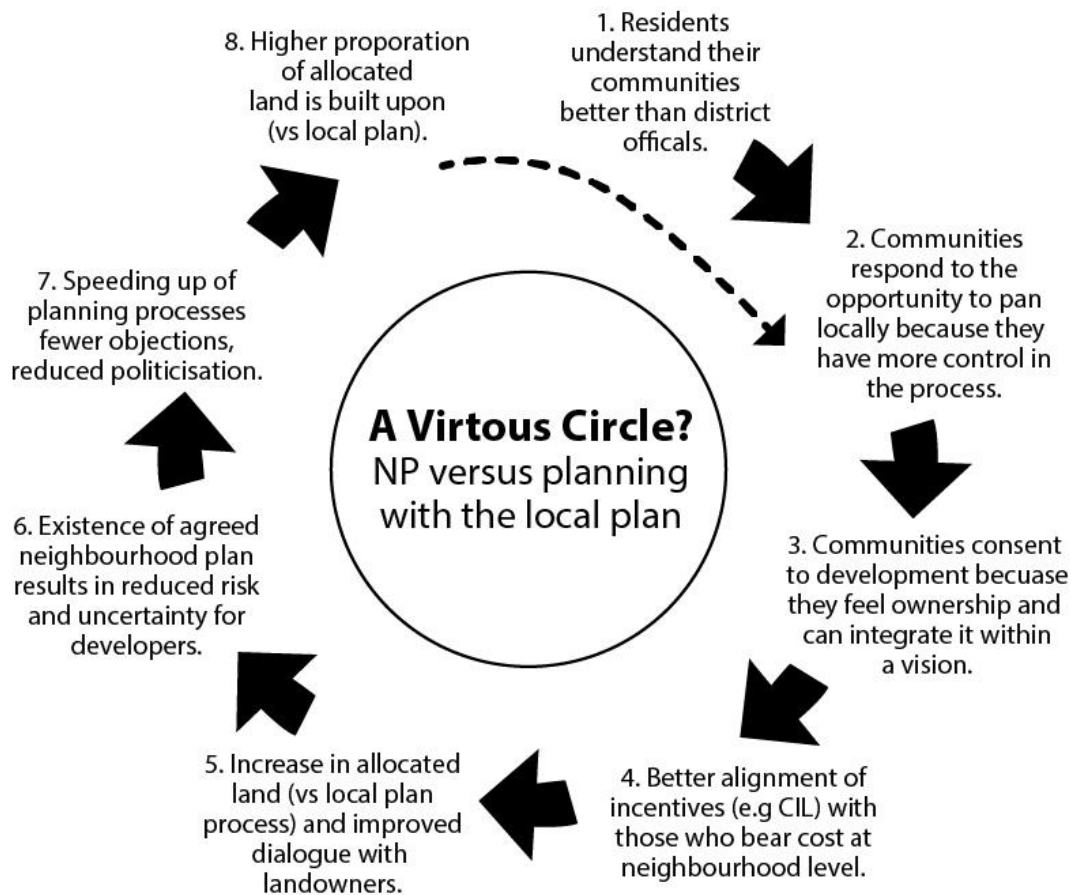 1. Residents
understand their
communities
better than district
officals.
2. Communities
respond to the
opportunity to pan
locally because they
have more control in
the process.
3. Communities consent
to development becuase
they feel ownership and
can integrate it within
a vision.
4. Better alignment of
incentives (e.g CIL) with
those who bear cost at
neighbourhood level.
5. Increase in allocated
land (vs local plan
process) and improved
dialogue with
landowners.
6. Existence of agreed
neighbourhood plan
results in reduced risk
and uncertainty for
developers.
7. Speeding up of
planning processes
fewer objections,
reduced politicisation.
8. Higher proporation
of allocated
land is built upon
(vs local plan).
A Virtous Circle?
NP versus planning
with the local plan